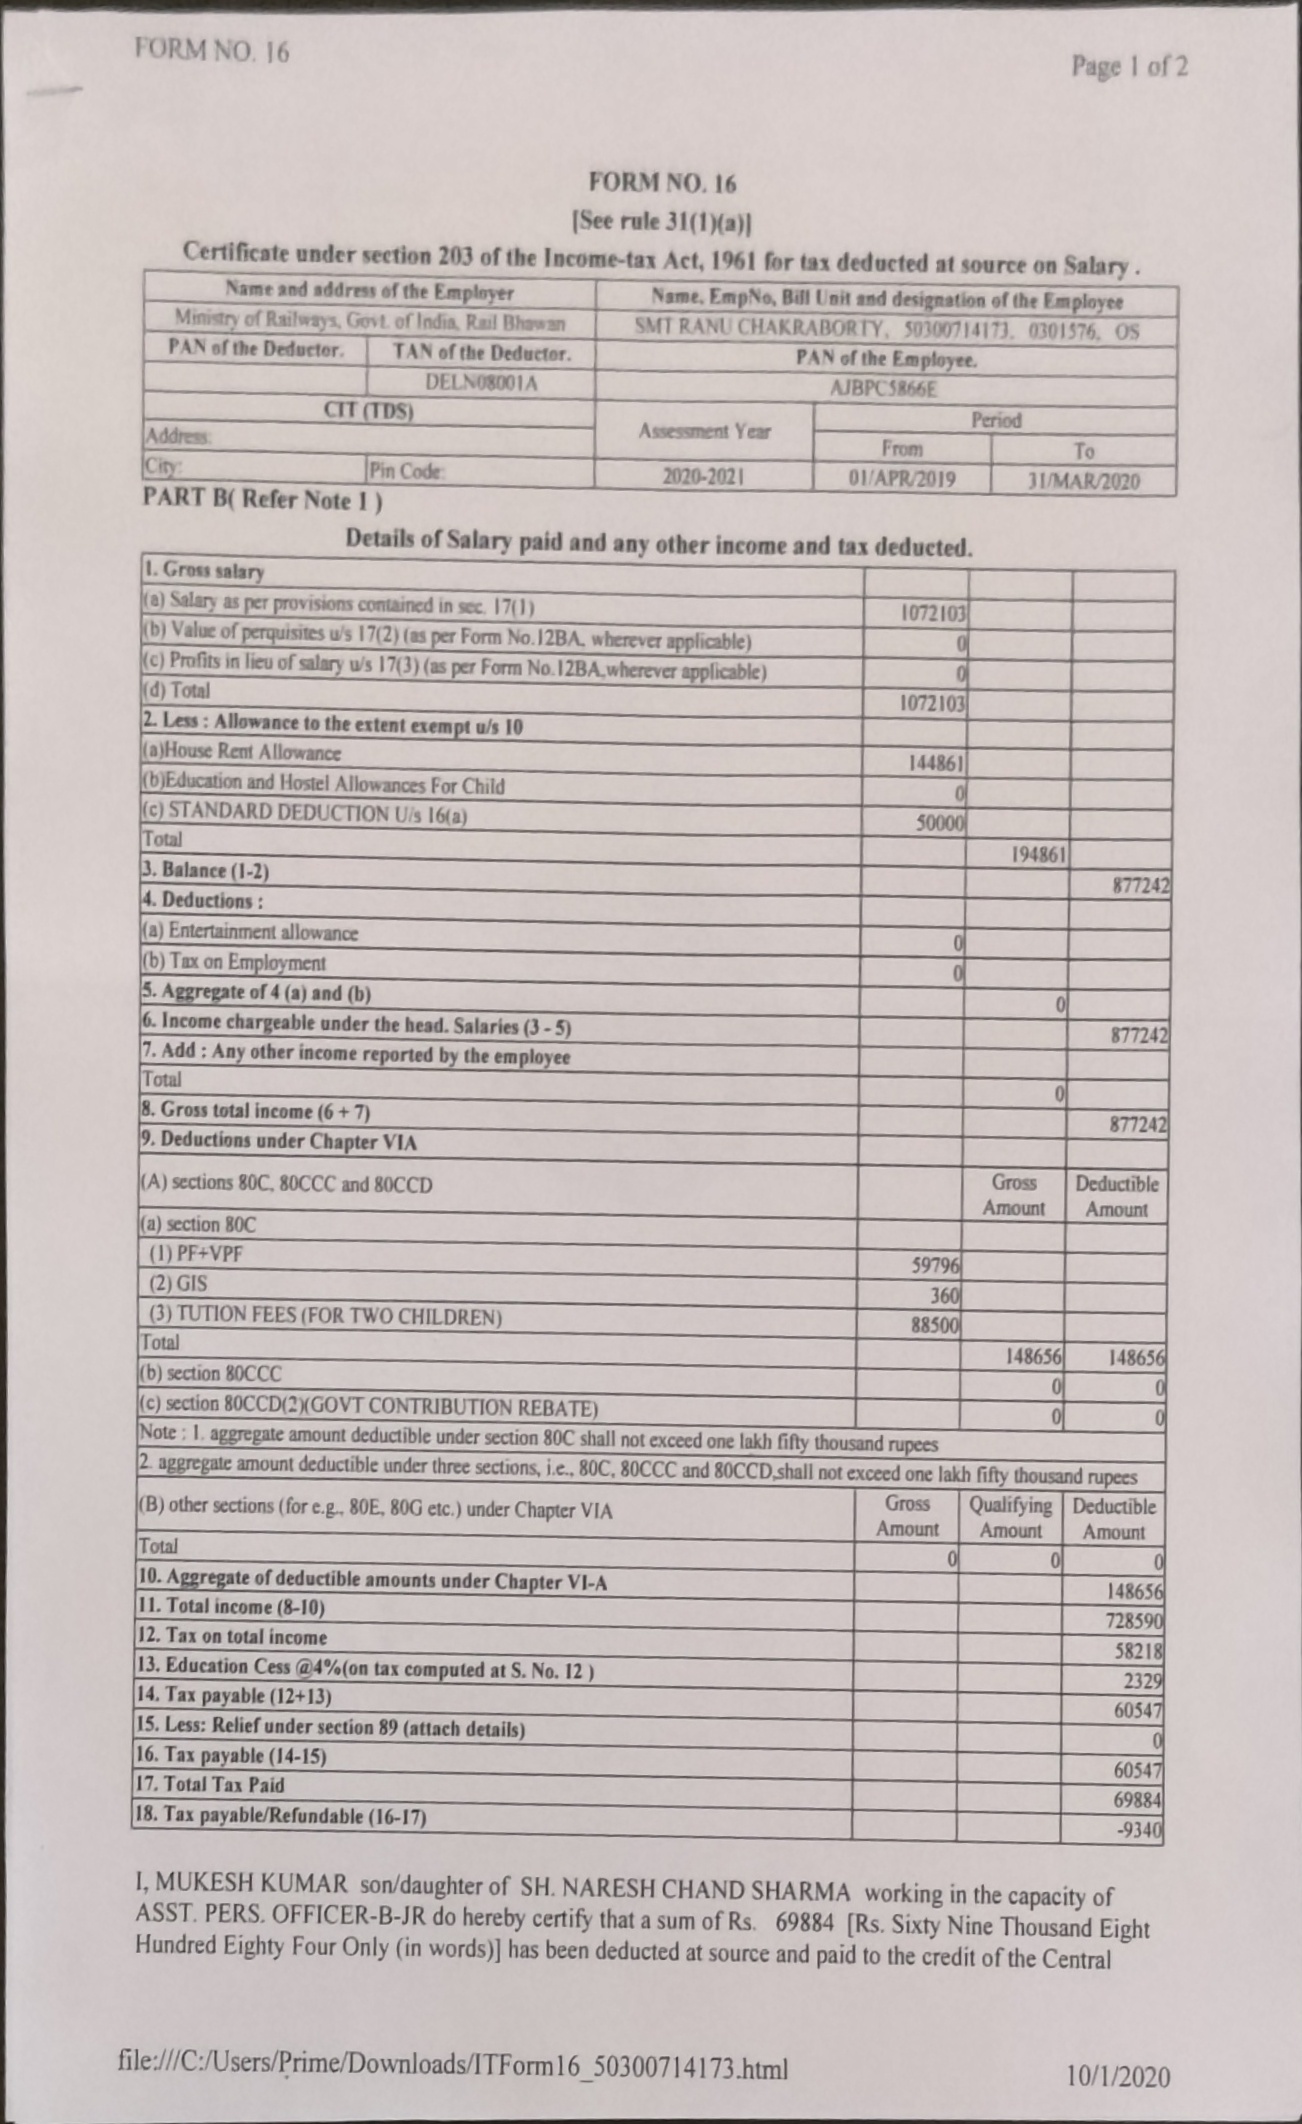 FORM NO. 16
Page 1 of 2
FORM NO. 16
[See rule 31(1)(a)]
Certificate under section 203 of the Income-tax Act, 1961 for tax deducted at source on Salary .
Name and address of the Employer Name, EmpNo, Bill Unit and designation of the Employee
Ministry of Railways, Govt. of India, Rail Bhawan SMT RANU CHAKRABORTY, 50300714173, 0301576, OS
PAN of the Deductor. TAN of the Deductor. PAN of the Employee.
DELN08001A AJBPC5866E
CIT (TDS) Assessment Year Period
Address: From To
City: Pin Code: 2020-2021 01/APR/2019 31/MAR/2020
PART B( Refer Note 1 )
Details of Salary paid and any other income and tax deducted.
1. Gross salary
(a) Salary as per provisions contained in sec. 17(1) 1072103
(b) Value of perquisites u/s 17(2) (as per Form No.12BA, wherever applicable) 0
(c) Profits in lieu of salary u/s 17(3) (as per Form No.12BA,wherever applicable) 0
(d) Total 1072103
2. Less : Allowance to the extent exempt u/s 10
(a)House Rent Allowance 144861
(b)Education and Hostel Allowances For Child 0
(c) STANDARD DEDUCTION U/s 16(a) 50000
Total 194861
3. Balance (1-2) 877242
4. Deductions :
(a) Entertainment allowance 0
(b) Tax on Employment 0
5. Aggregate of 4 (a) and (b) 0
6. Income chargeable under the head. Salaries (3 - 5) 877242
7. Add : Any other income reported by the employee
Total 0
8. Gross total income (6 + 7) 877242
9. Deductions under Chapter VIA
(A) sections 80C, 80CCC and 80CCD Gross Amount Deductible Amount
(a) section 80C
(1) PF+VPF 59796
(2) GIS 360
(3) TUTION FEES (FOR TWO CHILDREN) 88500
Total 148656 148656
(b) section 80CCC 0 0
(c) section 80CCD(2)(GOVT CONTRIBUTION REBATE) 0 0
Note : 1. aggregate amount deductible under section 80C shall not exceed one lakh fifty thousand rupees
2. aggregate amount deductible under three sections, i.e., 80C, 80CCC and 80CCD,shall not exceed one lakh fifty thousand rupees
(B) other sections (for e.g., 80E, 80G etc.) under Chapter VIA Gross Amount Qualifying Amount Deductible Amount
Total 0 0 0
10. Aggregate of deductible amounts under Chapter VI-A 148656
11. Total income (8-10) 728590
12. Tax on total income 58218
13. Education Cess @4%(on tax computed at S. No. 12 ) 2329
14. Tax payable (12+13) 60547
15. Less: Relief under section 89 (attach details) 0
16. Tax payable (14-15) 60547
17. Total Tax Paid 69884
18. Tax payable/Refundable (16-17) -9340
I, MUKESH KUMAR son/daughter of SH. NARESH CHAND SHARMA working in the capacity of
ASST. PERS. OFFICER-B-JR do hereby certify that a sum of Rs. 69884 [Rs. Sixty Nine Thousand Eight
Hundred Eighty Four Only (in words)] has been deducted at source and paid to the credit of the Central
file:///C:/Users/Prime/Downloads/ITForm16_50300714173.html
10/1/2020